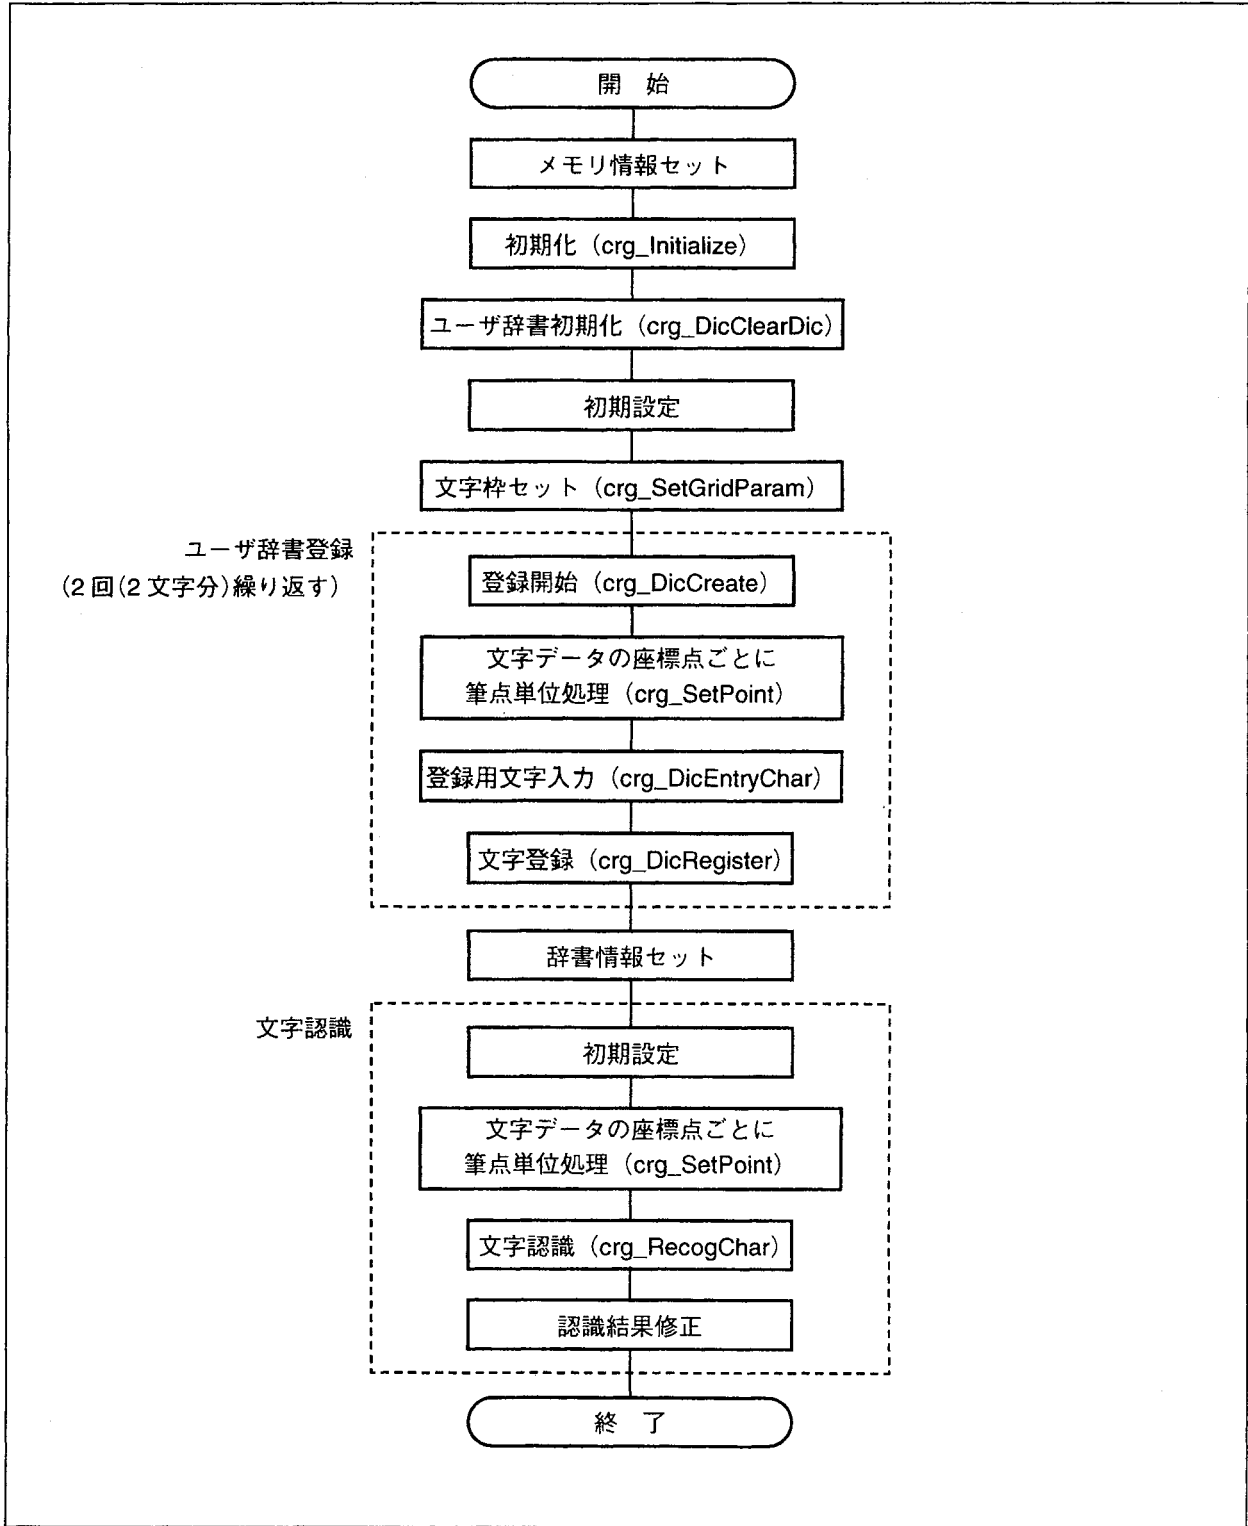 開　始
メモリ情報セット
初期化（crg_Initialize）
ユーザ辞書初期化（crg_DicClearDic）
初期設定
文字枠セット（crg_SetGridParam）
ユーザ辞書登録
（2回（2文字分）繰り返す）
登録開始（crg_DicCreate）
文字データの座標点ごとに
筆点単位処理（crg_SetPoint）
登録用文字入力（crg_DicEntryChar）
文字登録（crg_DicRegister）
辞書情報セット
文字認識
初期設定
文字データの座標点ごとに
筆点単位処理（crg_SetPoint）
文字認識（crg_RecogChar）
認識結果修正
終　了